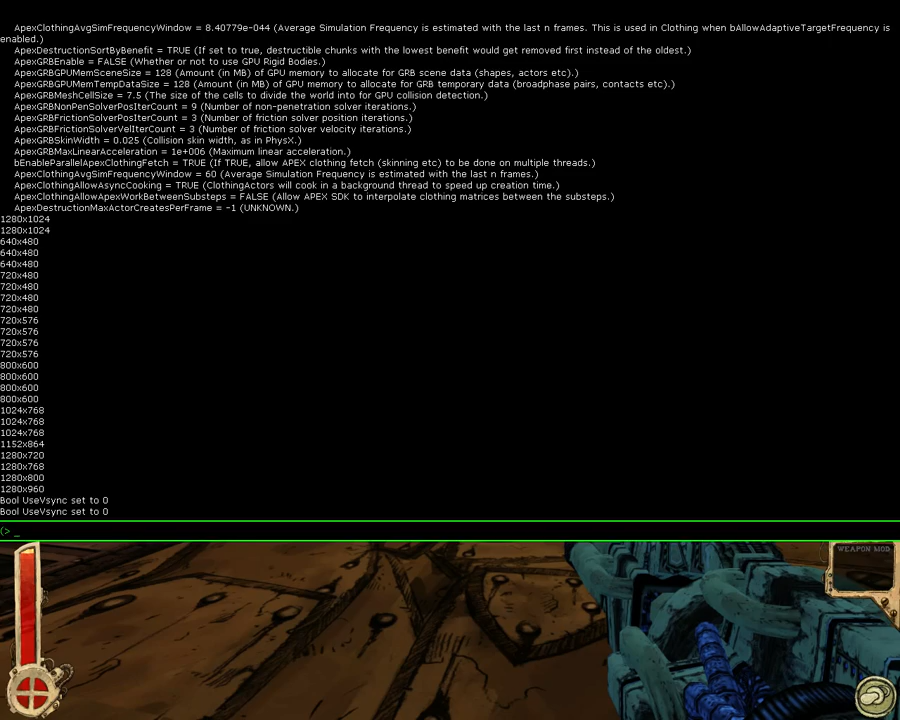 ApexClothingAvgSimFrequencyWindow = 8.40779e-044 (Average Simulation Frequency is estimated with the last n frames. This is used in Clothing when bAllowAdaptiveTargetFrequency is
enabled.)
ApexDestructionSortByBenefit = TRUE (If set to true, destructible chunks with the lowest benefit would get removed first instead of the oldest.)
ApexGRBEnable = FALSE (Whether or not to use GPU Rigid Bodies.)
ApexGRBGPUMemSceneSize = 128 (Amount (in MB) of GPU memory to allocate for GRB scene data (shapes, actors etc).)
ApexGRBGPUMemTempDataSize = 128 (Amount (in MB) of GPU memory to allocate for GRB temporary data (broadphase pairs, contacts etc).)
ApexGRBMeshCellSize = 7.5 (The size of the cells to divide the world into for GPU collision detection.)
ApexGRBNonPenSolverPosIterCount = 9 (Number of non-penetration solver iterations.)
ApexGRBFrictionSolverPosIterCount = 3 (Number of friction solver position iterations.)
ApexGRBFrictionSolverVelIterCount = 3 (Number of friction solver velocity iterations.)
ApexGRBSkinWidth = 0.025 (Collision skin width, as in PhysX.)
ApexGRBMaxLinearAcceleration = 1e+006 (Maximum linear acceleration.)
bEnableParallelApexClothingFetch = TRUE (If TRUE, allow APEX clothing fetch (skinning etc) to be done on multiple threads.)
ApexClothingAvgSimFrequencyWindow = 60 (Average Simulation Frequency is estimated with the last n frames.)
ApexClothingAllowAsyncCooking = TRUE (ClothingActors will cook in a background thread to speed up creation time.)
ApexClothingAllowApexWorkBetweenSubsteps = FALSE (Allow APEX SDK to interpolate clothing matrices between the substeps.)
ApexDestructionMaxActorCreatesPerFrame = -1 (UNKNOWN.)
1280x1024
1280x1024
640x480
640x480
640x480
720x480
720x480
720x480
720x480
720x576
720x576
720x576
720x576
800x600
800x600
800x600
800x600
1024x768
1024x768
1024x768
1152x864
1280x720
1280x768
1280x800
1280x960
Bool UseVsync set to 0
Bool UseVsync set to 0
(> _
WEAPON MOD